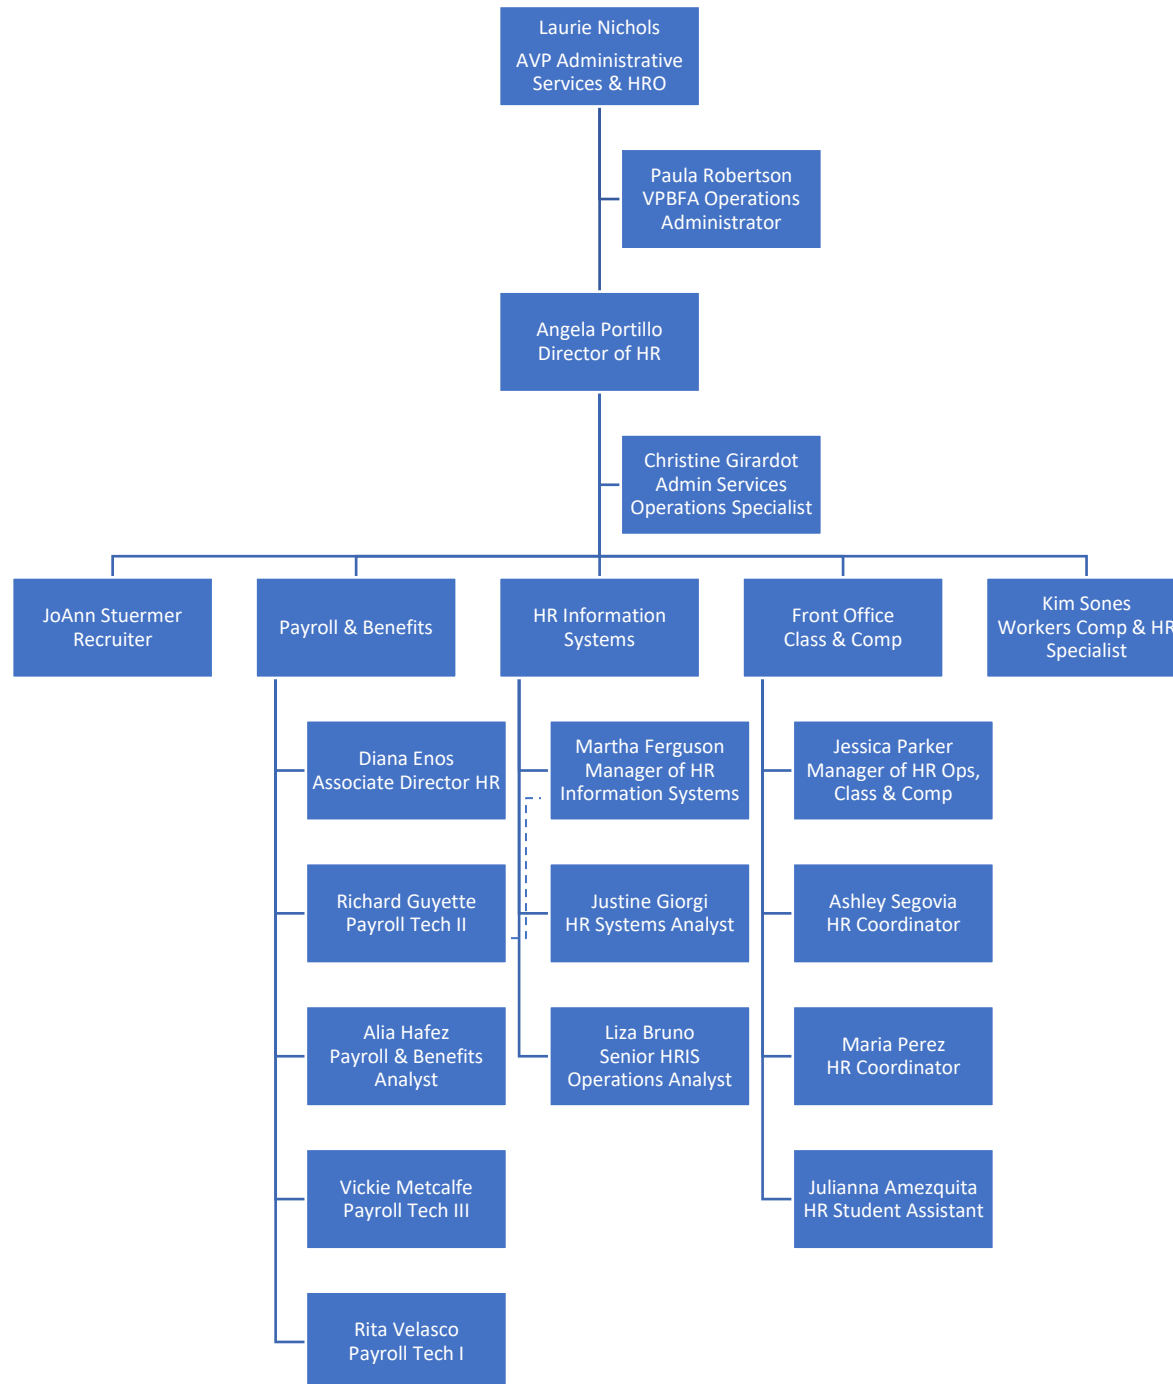 Laurie Nichols
AVP Administrative
Services & HRO
Paula Robertson
VPBFA Operations
Administrator
Angela Portillo
Director of HR
Christine Girardot
Admin Services
Operations Specialist
JoAnn Stuermer
Recruiter
Payroll & Benefits
HR Information
Systems
Front Office
Class & Comp
Kim Sones
Workers Comp & HR
Specialist
Diana Enos
Associate Director HR
Martha Ferguson
Manager of HR
Information Systems
Jessica Parker
Manager of HR Ops,
Class & Comp
Richard Guyette
Payroll Tech II
Justine Giorgi
HR Systems Analyst
Ashley Segovia
HR Coordinator
Alia Hafez
Payroll & Benefits
Analyst
Liza Bruno
Senior HRIS
Operations Analyst
Maria Perez
HR Coordinator
Vickie Metcalfe
Payroll Tech III
Julianna Amezquita
HR Student Assistant
Rita Velasco
Payroll Tech I